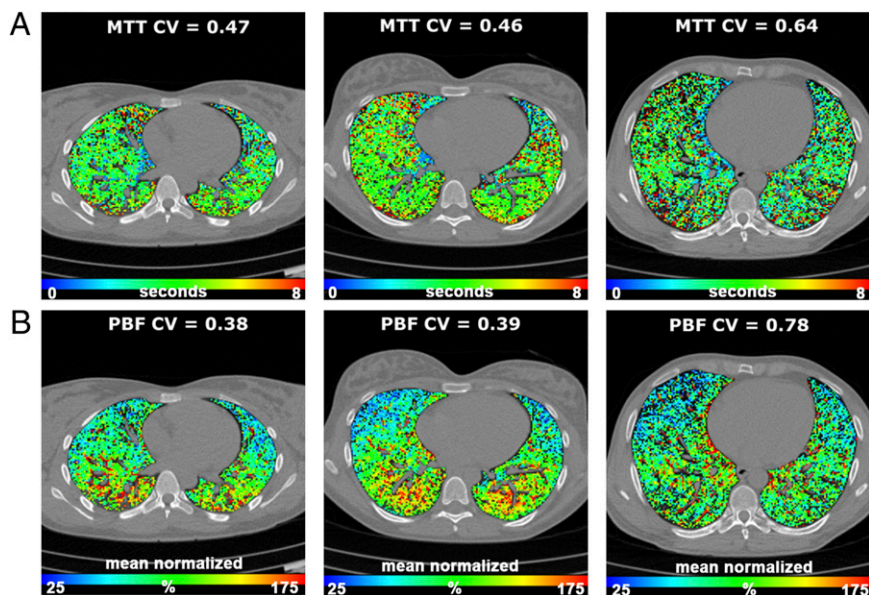 A
MTT CV = 0.47
MTT CV = 0.46
MTT CV = 0.64
0 seconds 8
0 seconds 8
0 seconds 8
B
PBF CV = 0.38
PBF CV = 0.39
PBF CV = 0.78
mean normalized
25 % 175
mean normalized
25 % 175
mean normalized
25 % 175